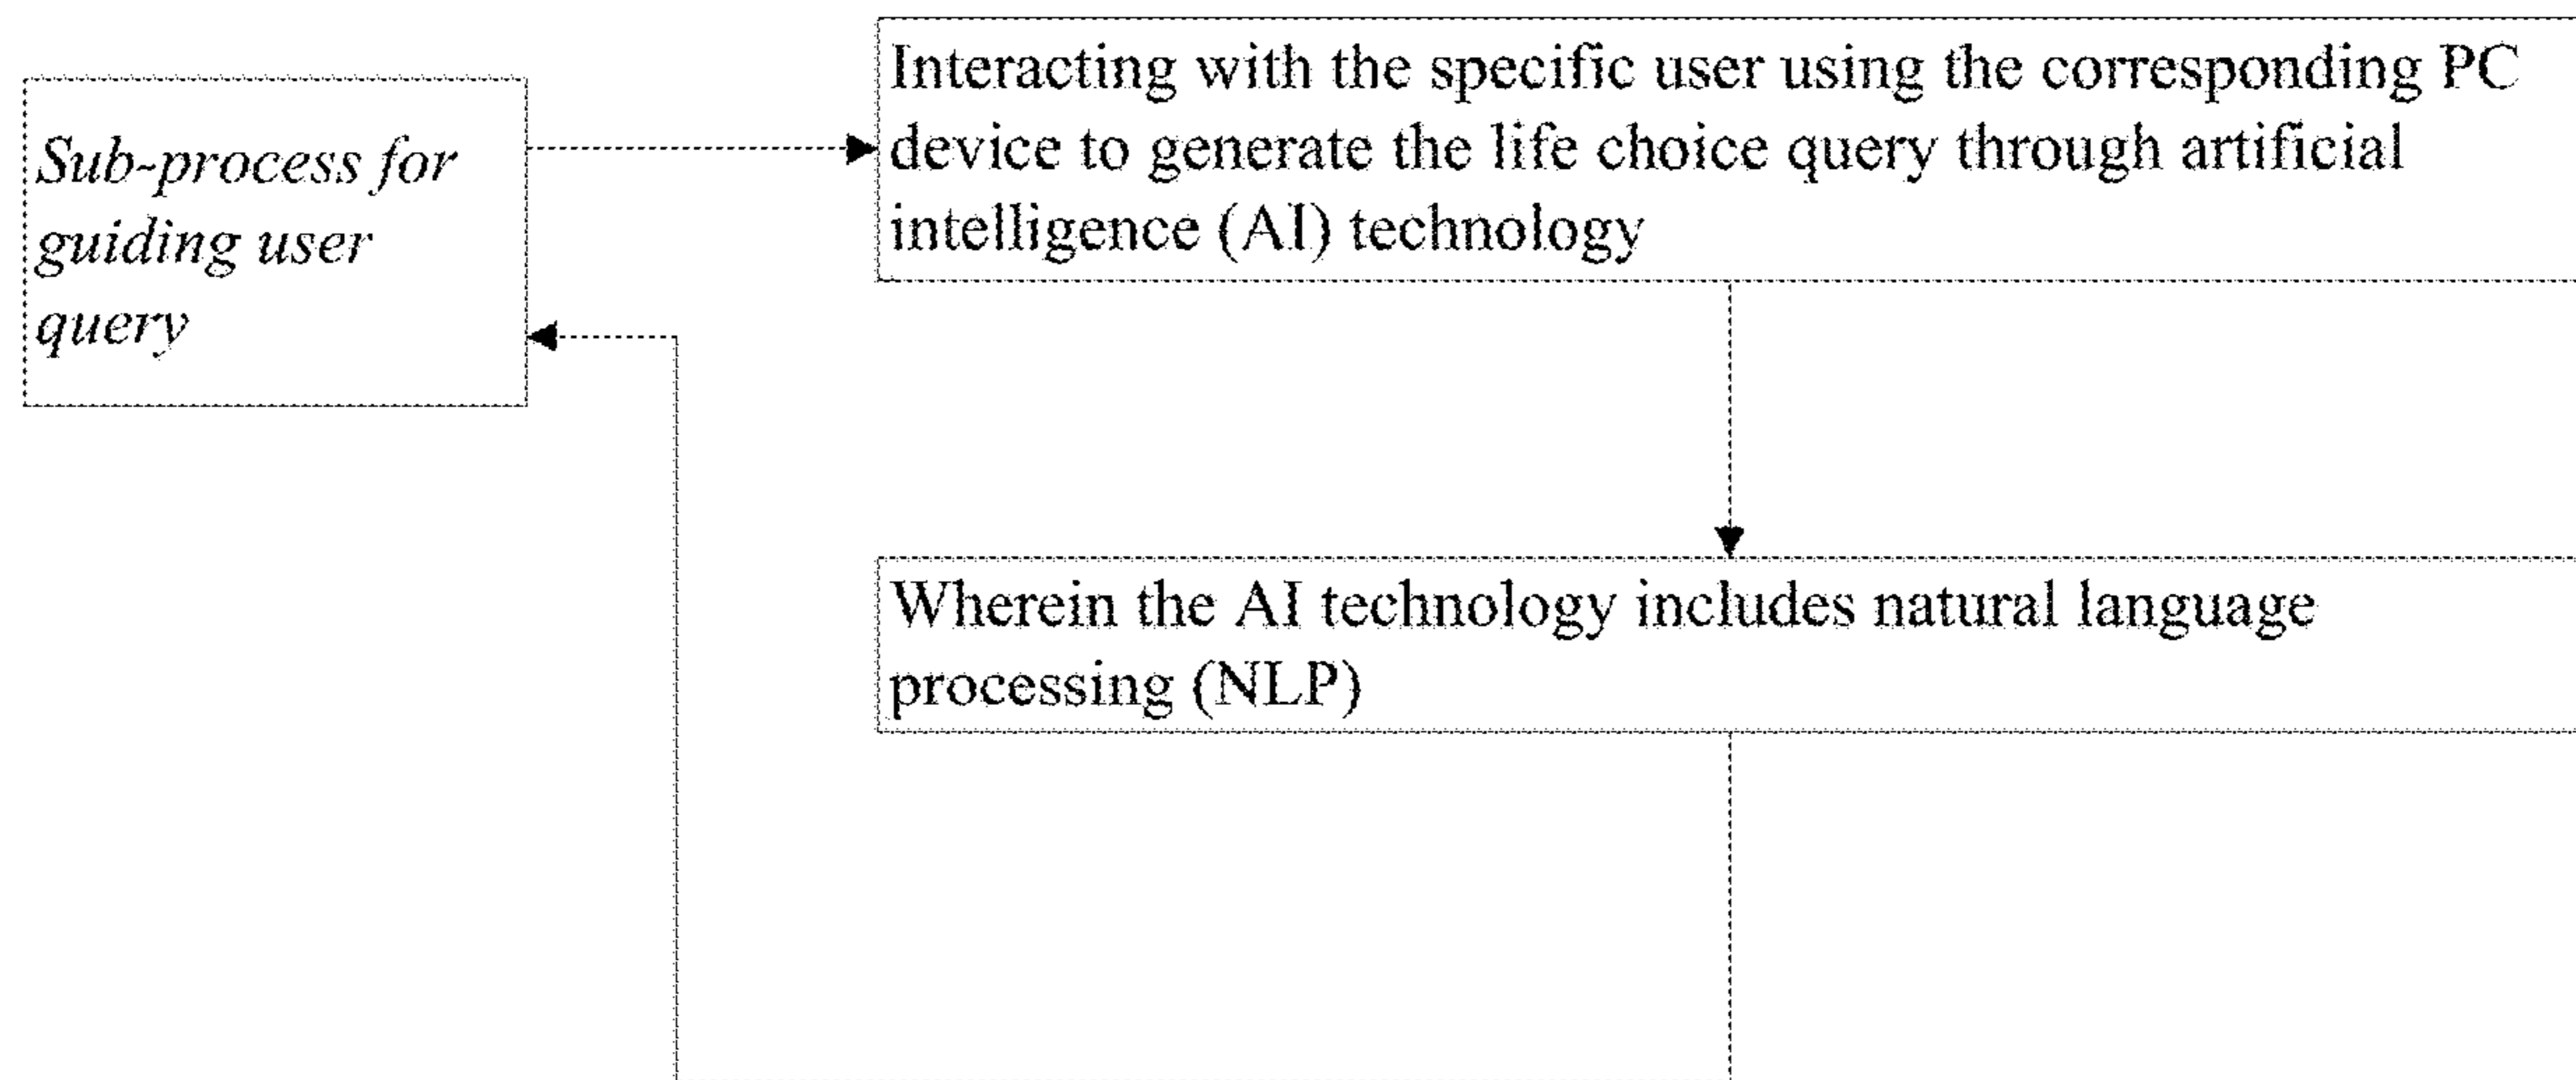 Sub-process for
guiding user
query
Interacting with the specific user using the corresponding PC
device to generate the life choice query through artificial
intelligence (AI) technology
Wherein the AI technology includes natural language
processing (NLP)